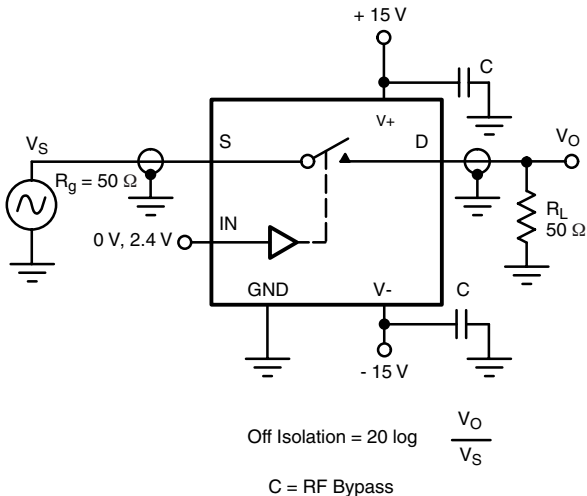 + 15 V
C
V+
S
D
VO
VS
Rg = 50 Ω
RL
50 Ω
IN
0 V, 2.4 V
GND
V-
C
- 15 V
Off Isolation = 20 log VO
VS
C = RF Bypass